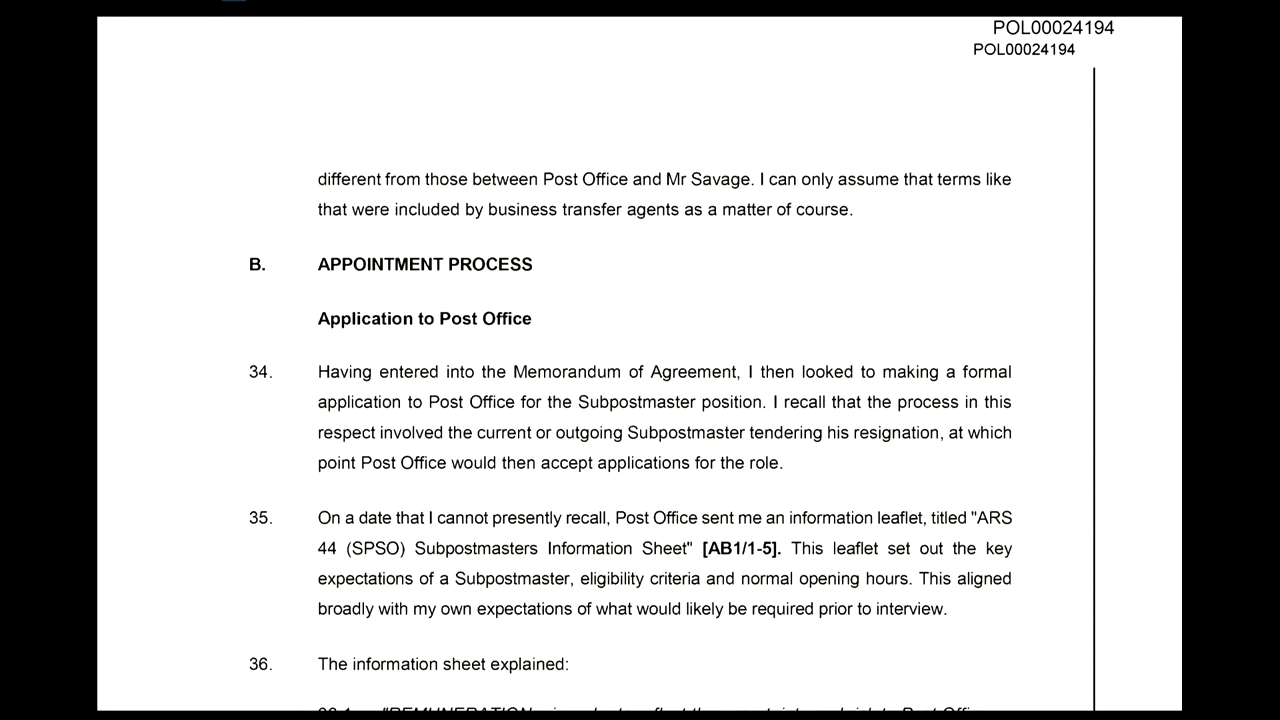 POL00024194
POL00024194
different from those between Post Office and Mr Savage. I can only assume that terms like
that were included by business transfer agents as a matter of course.
B. APPOINTMENT PROCESS
Application to Post Office
34. Having entered into the Memorandum of Agreement, I then looked to making a formal
application to Post Office for the Subpostmaster position. I recall that the process in this
respect involved the current or outgoing Subpostmaster tendering his resignation, at which
point Post Office would then accept applications for the role.
35. On a date that I cannot presently recall, Post Office sent me an information leaflet, titled "ARS
44 (SPSO) Subpostmasters Information Sheet" [AB1/1-5]. This leaflet set out the key
expectations of a Subpostmaster, eligibility criteria and normal opening hours. This aligned
broadly with my own expectations of what would likely be required prior to interview.
36. The information sheet explained: